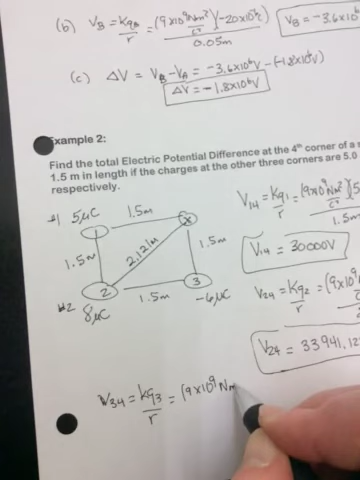 (b) V_B = Kq_B/r = (9x10⁹Nm²/C²)(-20x10⁻⁶C)/0.05m V_B = -3.6x10⁶
(c) ΔV = V_B - V_A = -3.6x10⁶V - (-1.8x10⁶V)
ΔV = -1.8x10⁶V
Example 2:
Find the total Electric Potential Difference at the 4th corner of a
1.5 m in length if the charges at the other three corners are 5.0
respectively.
#1 5μC 1.5m x
1.5m 2.121m 1.5m
2 1.5m 3
#2 8μC -6μC
V14 = Kq1/r = (9x10⁹Nm²/C²)(5
1.5m
V14 = 30000V
V24 = Kq2/r = (9x10⁹
V24 = 33941.12
V34 = Kq3/r = (9x10⁹Nm